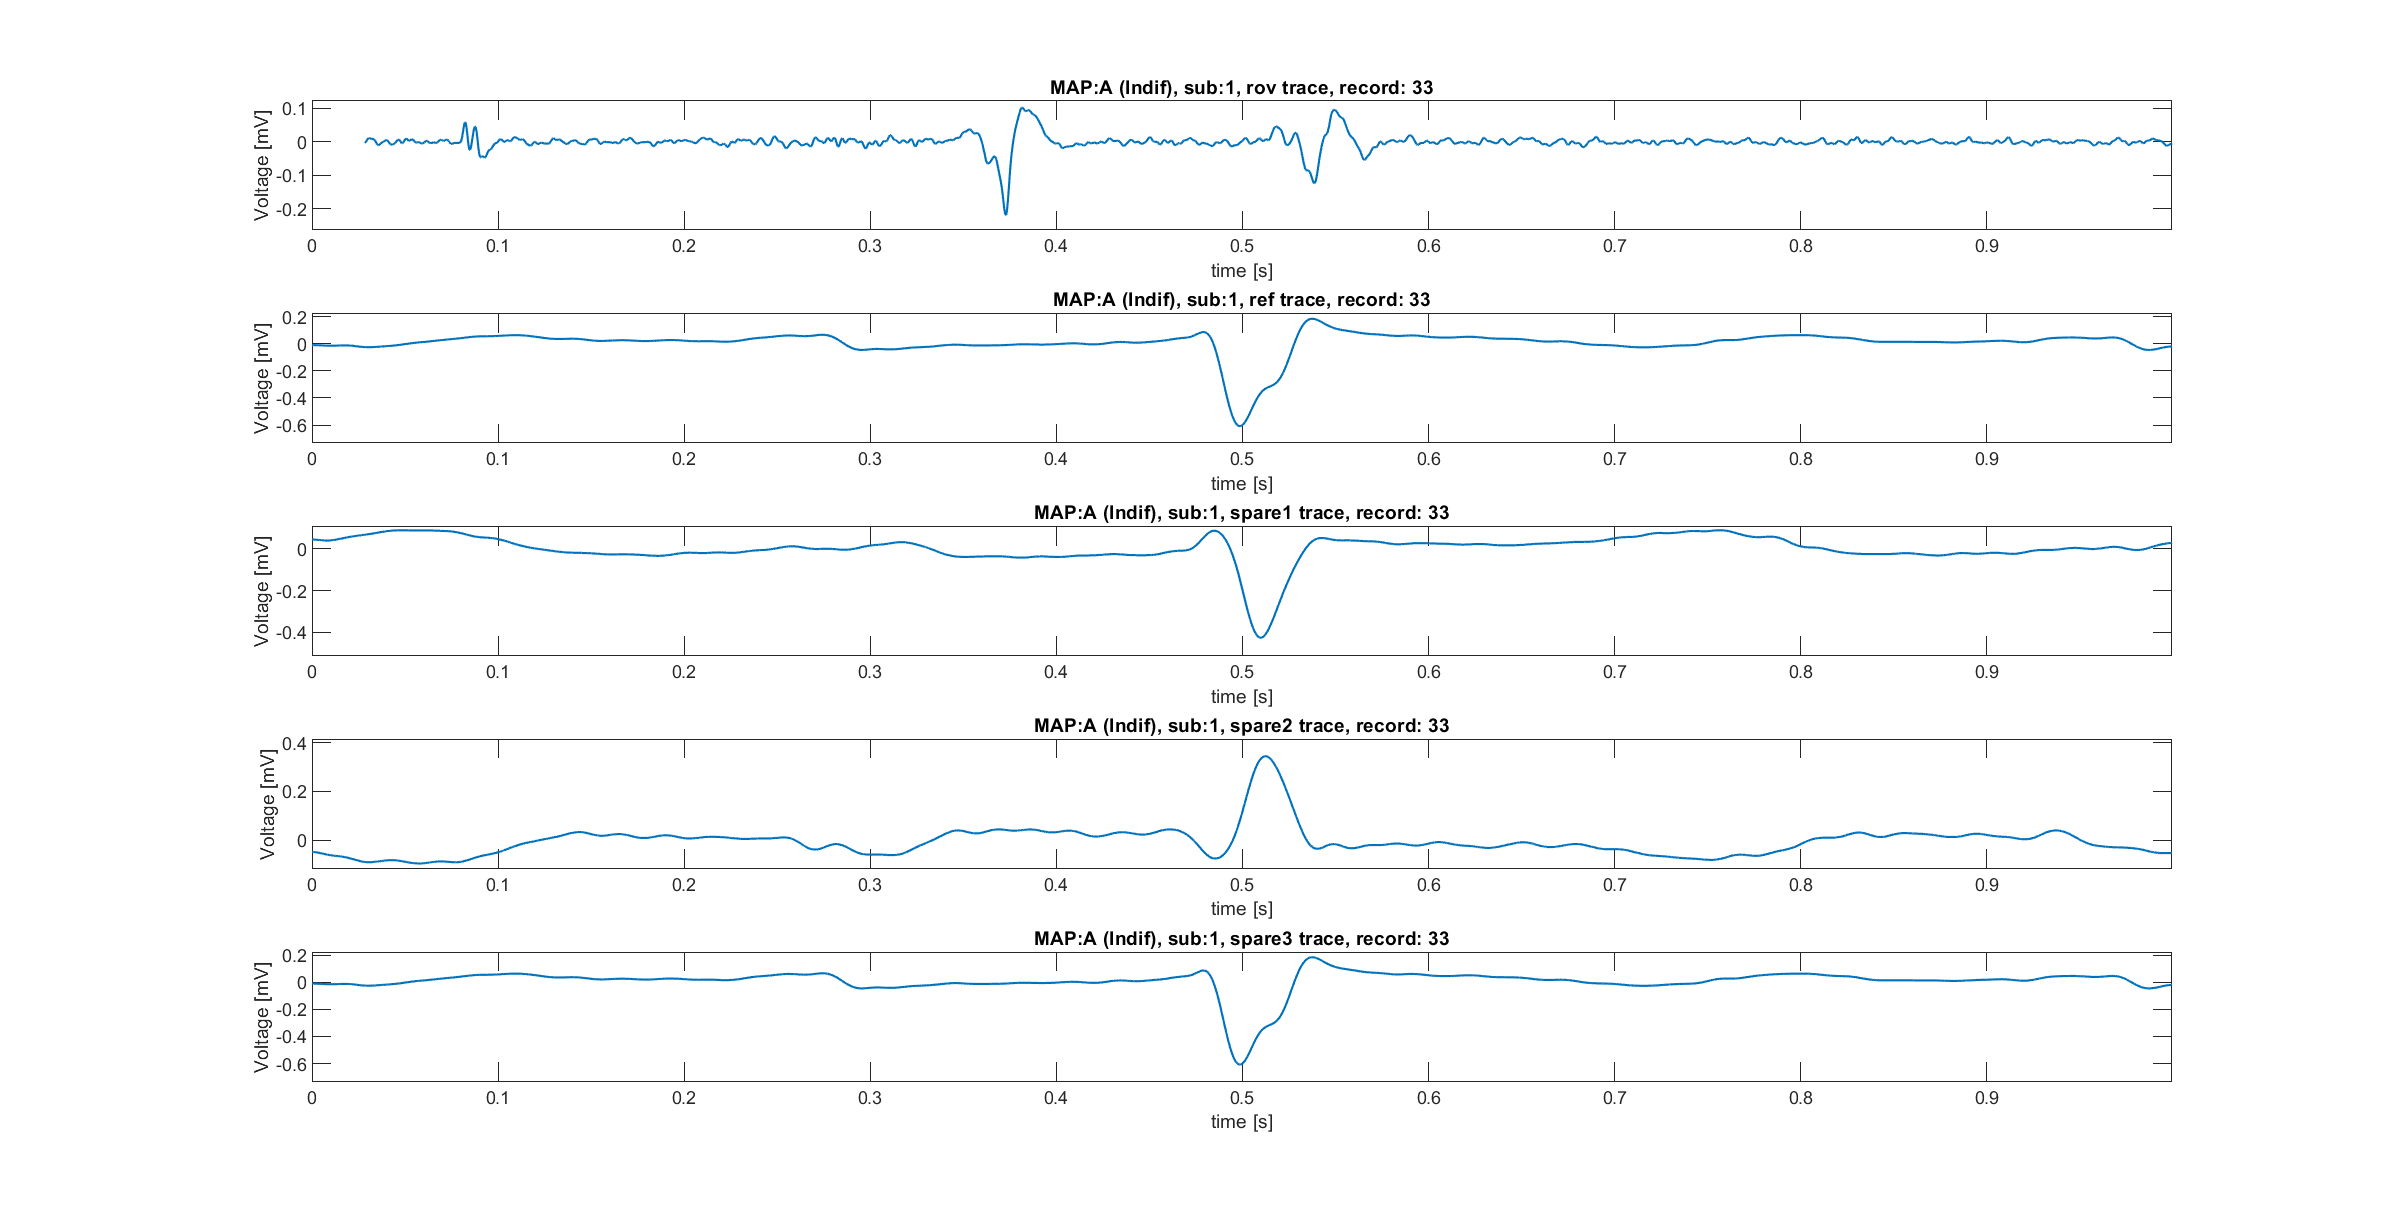 MAP:A (Indif), sub:1, rov trace, record: 33
Voltage [mV]
0.1
0
-0.1
-0.2
0 0.1 0.2 0.3 0.4 0.5 0.6 0.7 0.8 0.9
time [s]
MAP:A (Indif), sub:1, ref trace, record: 33
Voltage [mV]
0.2
0
-0.2
-0.4
-0.6
0 0.1 0.2 0.3 0.4 0.5 0.6 0.7 0.8 0.9
time [s]
MAP:A (Indif), sub:1, spare1 trace, record: 33
Voltage [mV]
0
-0.2
-0.4
0 0.1 0.2 0.3 0.4 0.5 0.6 0.7 0.8 0.9
time [s]
MAP:A (Indif), sub:1, spare2 trace, record: 33
Voltage [mV]
0.4
0.2
0
0 0.1 0.2 0.3 0.4 0.5 0.6 0.7 0.8 0.9
time [s]
MAP:A (Indif), sub:1, spare3 trace, record: 33
Voltage [mV]
0.2
0
-0.2
-0.4
-0.6
0 0.1 0.2 0.3 0.4 0.5 0.6 0.7 0.8 0.9
time [s]